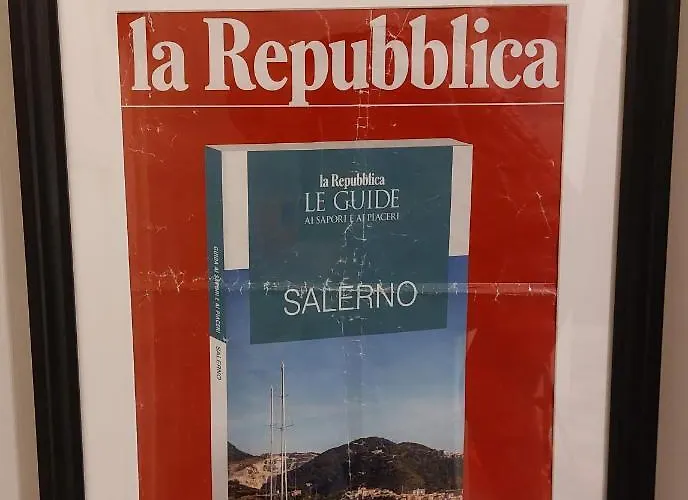 la Repubblica
la Repubblica
LE GUIDE
AI SAPORI E AI PIACERI
SALERNO
GUIDA AI SAPORI E AI PIACERI
SALERNO